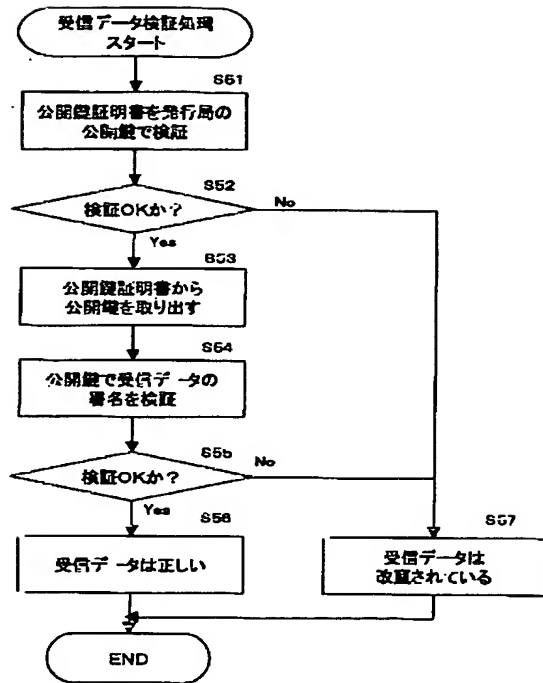 受信データ検証処理
スタート
S51
公開鍵証明書を発行局の
公開鍵で検証
S52
検証OKか?
No
Yes
S53
公開鍵証明書から
公開鍵を取り出す
S54
公開鍵で受信データの
署名を検証
S55
検証OKか?
No
Yes
S56
受信データは正しい
S57
受信データは
改竄されている
END